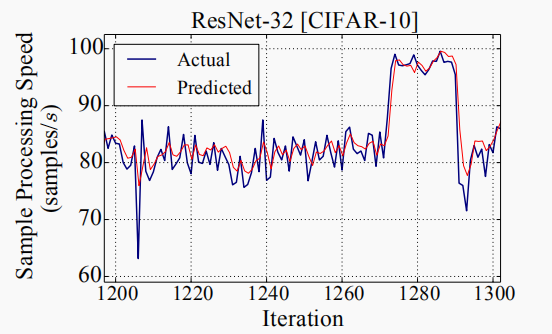 ResNet-32 [CIFAR-10]
Sample Processing Speed
(samples/s)
100
90
80
70
60
Actual
Predicted
1200
1220
1240
1260
1280
1300
Iteration